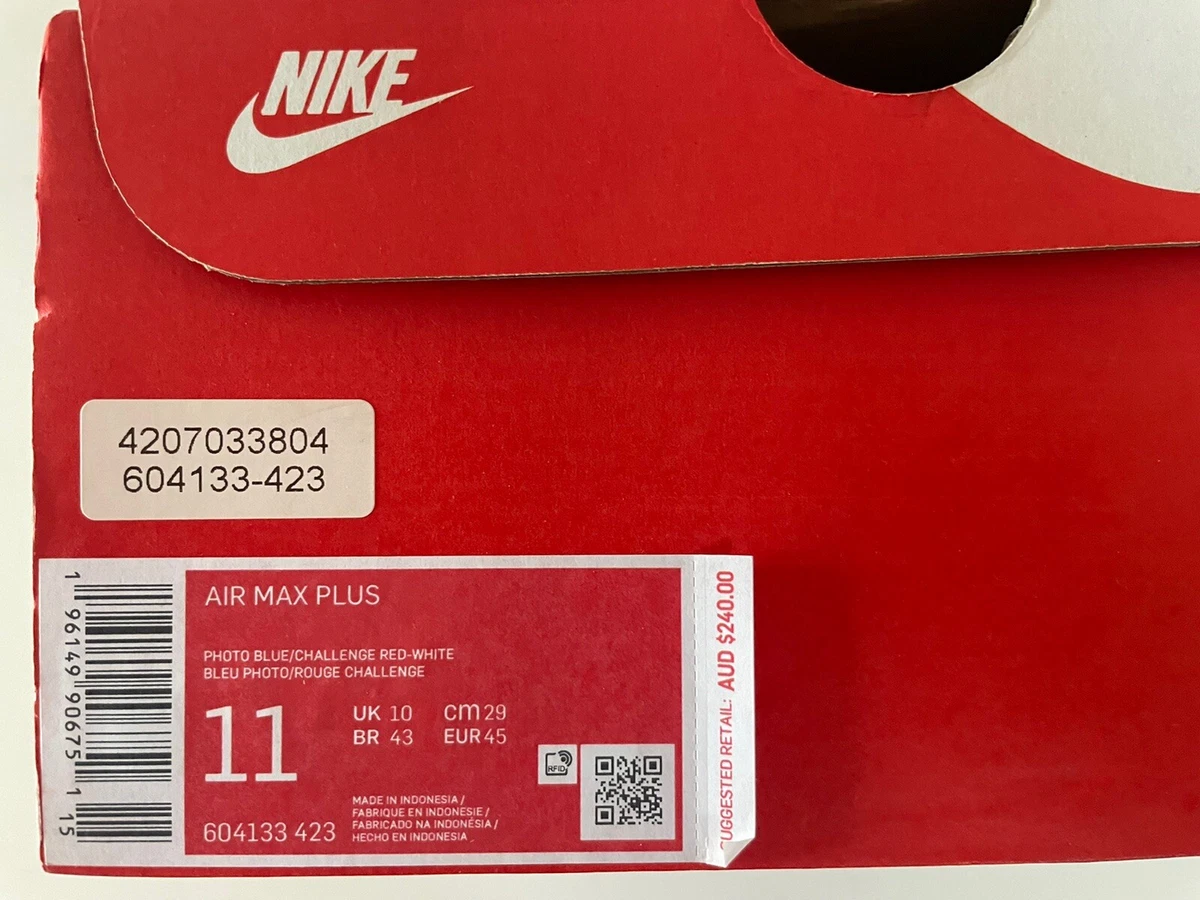 NIKE
4207033804
604133-423
AIR MAX PLUS
PHOTO BLUE/CHALLENGE RED-WHITE
BLEU PHOTO/ROUGE CHALLENGE
11
UK 10 CM 29
BR 43 EUR 45
RFID
MADE IN INDONESIA /
FABRIQUE EN INDONESIE /
FABRICADO NA INDONÉSIA /
HECHO EN INDONESIA
604133 423
1 96149 90675 1 15
SUGGESTED RETAIL: AUD $240.00